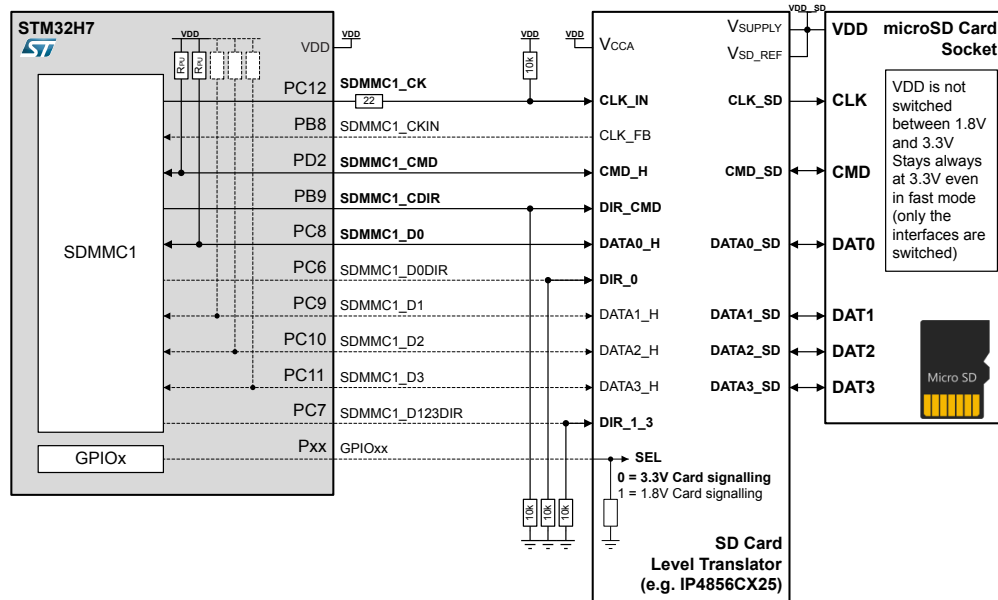 STM32H7
ST
VDD VDD
RPU RPU
VDD VDD
PC12 SDMMC1_CK
22
PB8 SDMMC1_CKIN
PD2 SDMMC1_CMD
PB9 SDMMC1_CDIR
PC8 SDMMC1_D0
SDMMC1
PC6 SDMMC1_D0DIR
PC9 SDMMC1_D1
PC10 SDMMC1_D2
PC11 SDMMC1_D3
PC7 SDMMC1_D123DIR
GPIOx
Pxx GPIOxx
VDD VDD
10k
10k 10k 10k
VCCA VSUPPLY
VSD_REF
CLK_IN CLK_SD
CLK_FB
CMD_H CMD_SD
DIR_CMD
DATA0_H DATA0_SD
DIR_0
DATA1_H DATA1_SD
DATA2_H DATA2_SD
DATA3_H DATA3_SD
DIR_1_3
SEL
0 = 3.3V Card signalling
1 = 1.8V Card signalling
SD Card
Level Translator
(e.g. IP4856CX25)
VDD_SD
VDD
microSD Card
Socket
CLK
CMD
DAT0
DAT1
DAT2
DAT3
VDD is not
switched
between 1.8V
and 3.3V
Stays always
at 3.3V even
in fast mode
(only the
interfaces are
switched)
Micro SD